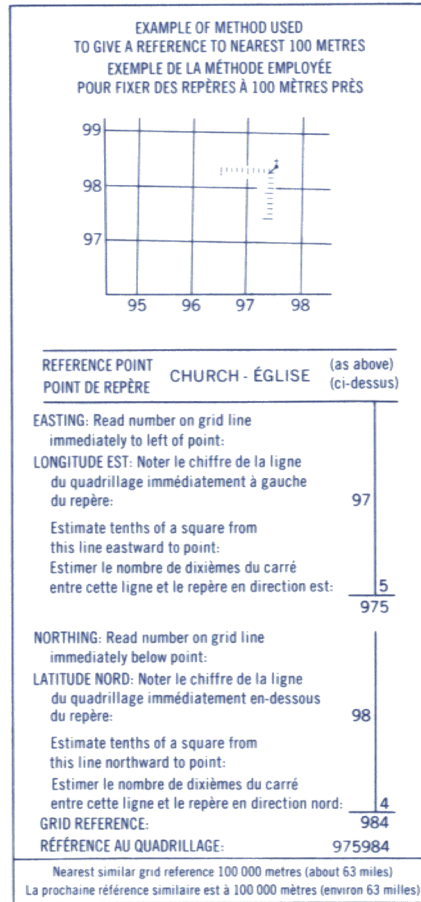 EXAMPLE OF METHOD USED
TO GIVE A REFERENCE TO NEAREST 100 METRES
EXEMPLE DE LA MÉTHODE EMPLOYÉE
POUR FIXER DES REPÈRES À 100 MÈTRES PRÈS
99
98
97
95 96 97 98
REFERENCE POINT
POINT DE REPÈRE
CHURCH - ÉGLISE
(as above)
(ci-dessus)
EASTING: Read number on grid line
immediately to left of point:
LONGITUDE EST: Noter le chiffre de la ligne
du quadrillage immédiatement à gauche
du repère: 97
Estimate tenths of a square from
this line eastward to point:
Estimer le nombre de dixièmes du carré
entre cette ligne et le repère en direction est: 5
975
NORTHING: Read number on grid line
immediately below point:
LATITUDE NORD: Noter le chiffre de la ligne
du quadrillage immédiatement en-dessous
du repère: 98
Estimate tenths of a square from
this line northward to point:
Estimer le nombre de dixièmes du carré
entre cette ligne et le repère en direction nord: 4
GRID REFERENCE: 984
RÉFÉRENCE AU QUADRILLAGE: 975984
Nearest similar grid reference 100 000 metres (about 63 miles)
La prochaine référence similaire est à 100 000 mètres (environ 63 milles)